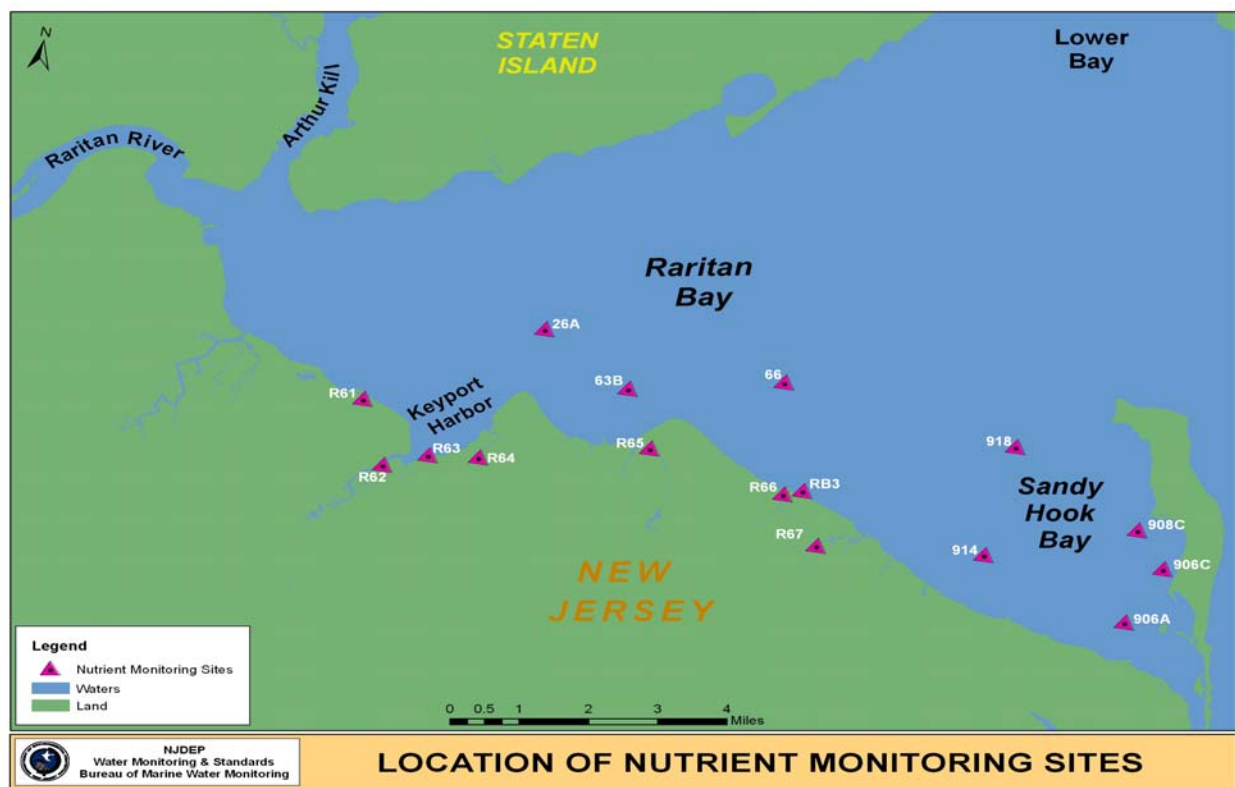 N
STATEN
ISLAND
Lower
Bay
Arthur Kill
Raritan River
Raritan
Bay
26A
66
63B
R61
Keyport
Harbor
R63
R64
R62
R65
918
R66
RB3
R67
Sandy
Hook
Bay
908C
906C
914
906A
NEW
JERSEY
Legend
Nutrient Monitoring Sites
Waters
Land
0 0.5 1 2 3 4
Miles
NJDEP
Water Monitoring & Standards
Bureau of Marine Water Monitoring
LOCATION OF NUTRIENT MONITORING SITES